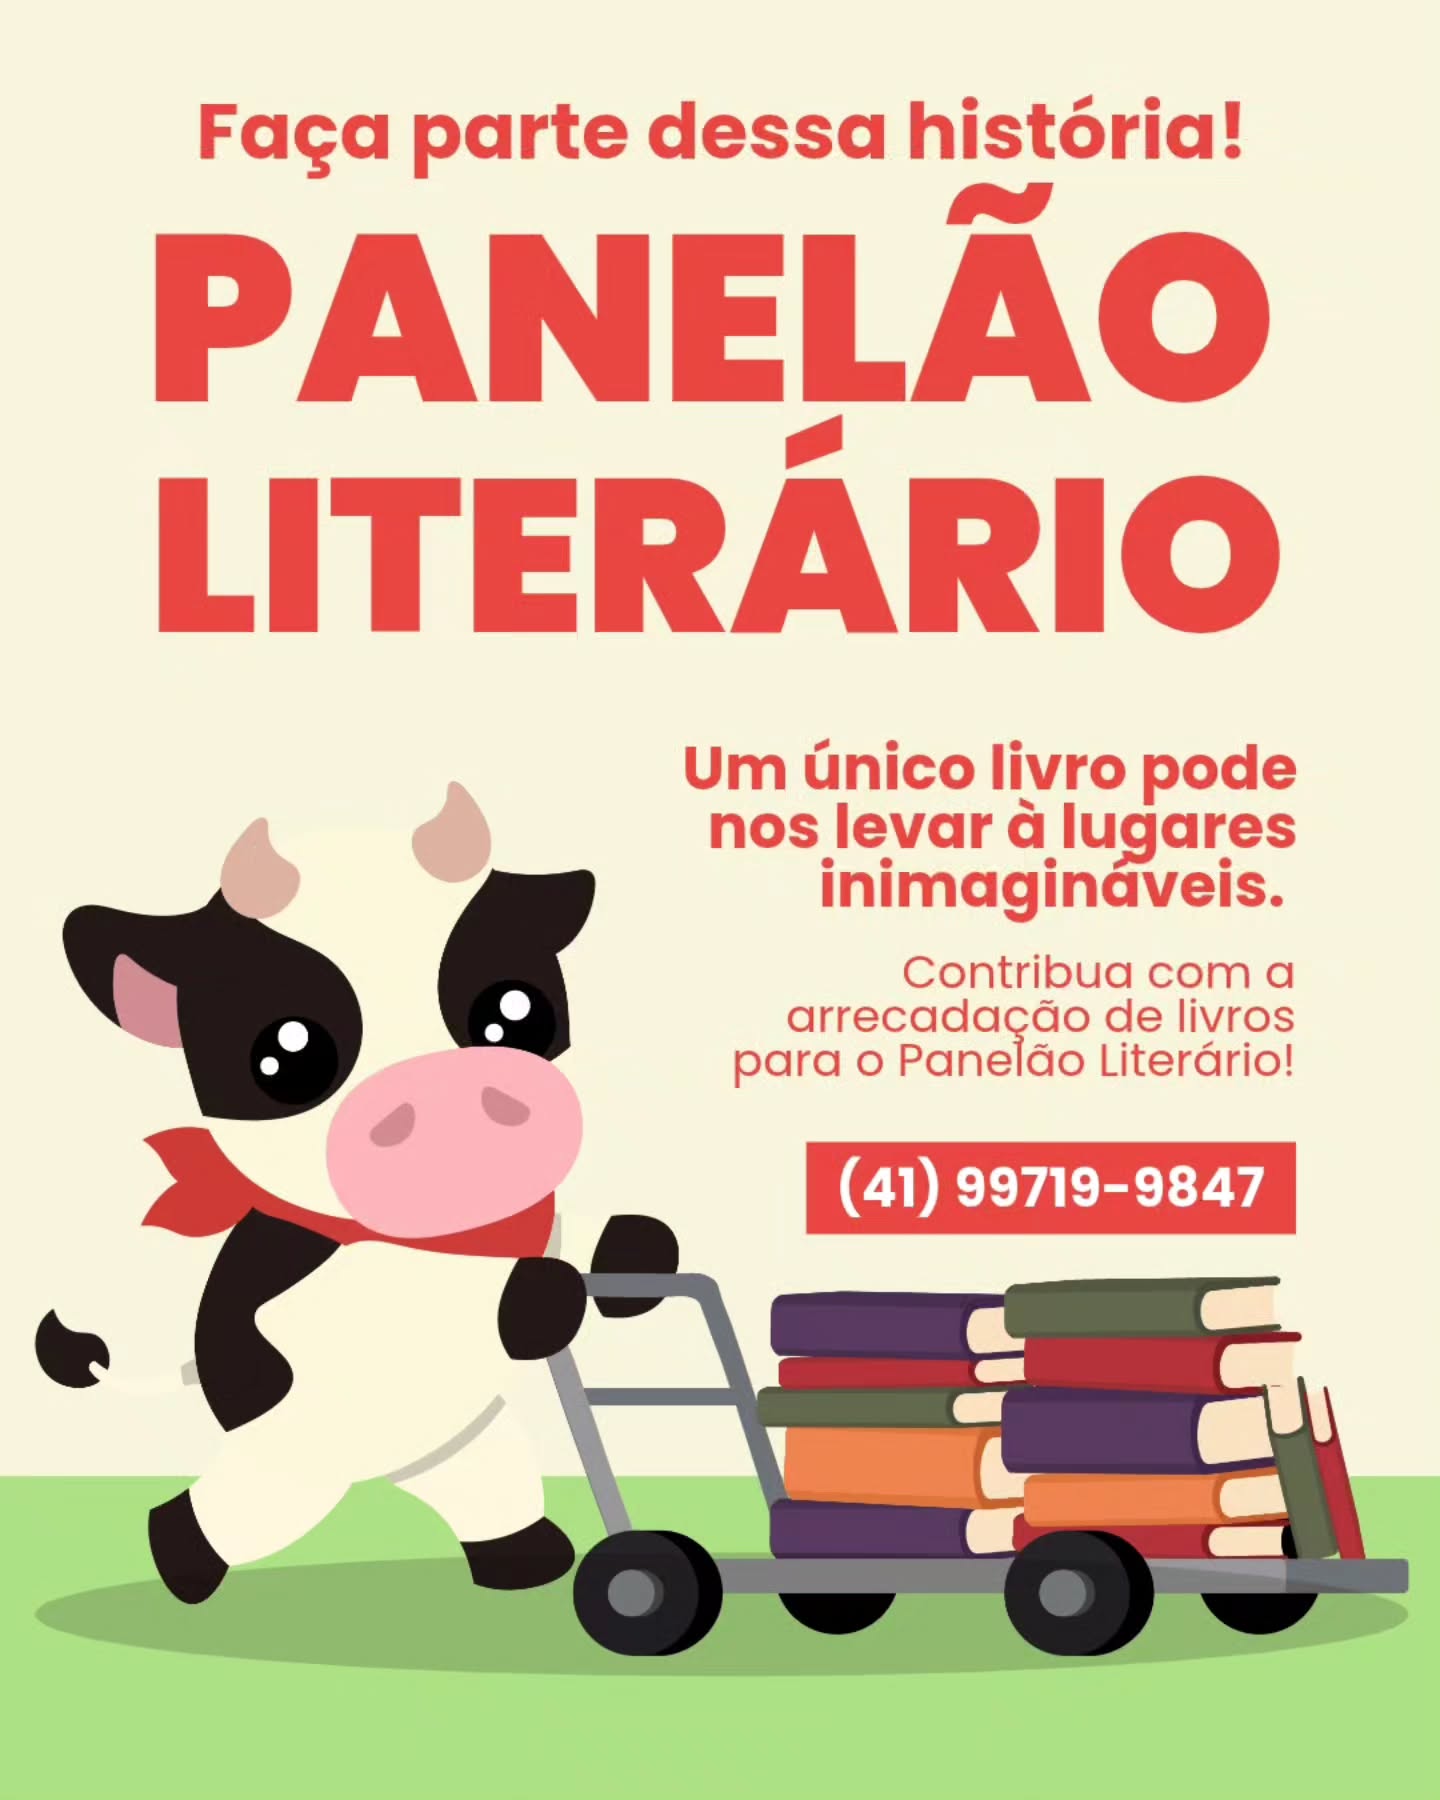 Faça parte dessa história!
PANELÃO
LITERÁRIO
Um único livro pode
nos levar à lugares
inimagináveis.
Contribua com a
arrecadação de livros
para o Panelão Literário!
(41) 99719-9847